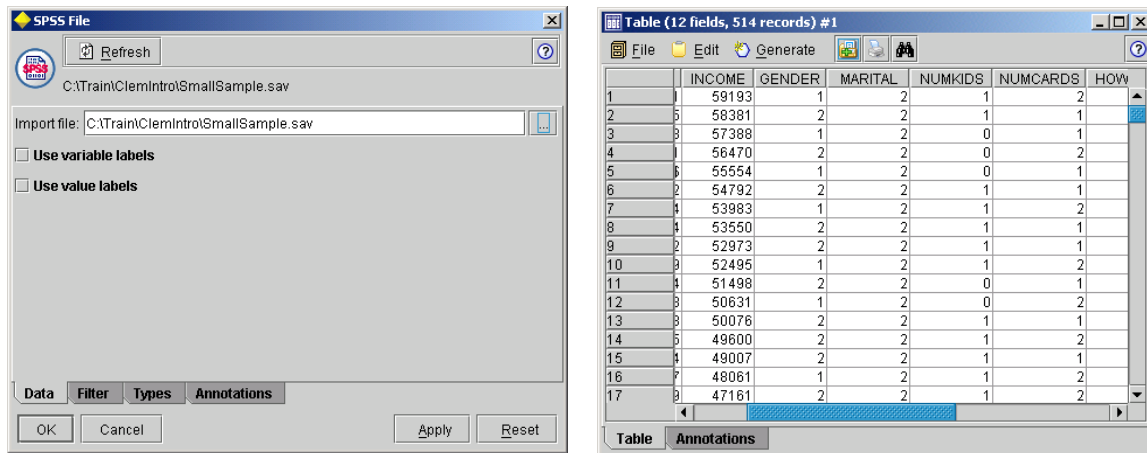 SPSS File
Refresh
SPSS
C:\Train\ClemIntro\SmallSample.sav
Import file: C:\Train\ClemIntro\SmallSample.sav ...
Use variable labels
Use value labels
Data Filter Types Annotations
OK Cancel Apply Reset
Table (12 fields, 514 records) #1
File Edit Generate
INCOME GENDER MARITAL NUMKIDS NUMCARDS HOW
1 59193 1 2 1 2
2 58381 2 2 1 1
3 57388 1 2 0 1
4 56470 2 2 0 2
5 55554 1 2 0 1
6 54792 2 2 1 1
7 53983 1 2 1 2
8 53550 2 2 1 1
9 52973 2 2 1 1
10 52495 1 2 1 2
11 51498 2 2 0 1
12 50631 1 2 0 2
13 50076 2 2 1 1
14 49600 2 2 1 2
15 49007 2 2 1 1
16 48061 1 2 1 2
17 47161 2 2 1 2
Table Annotations